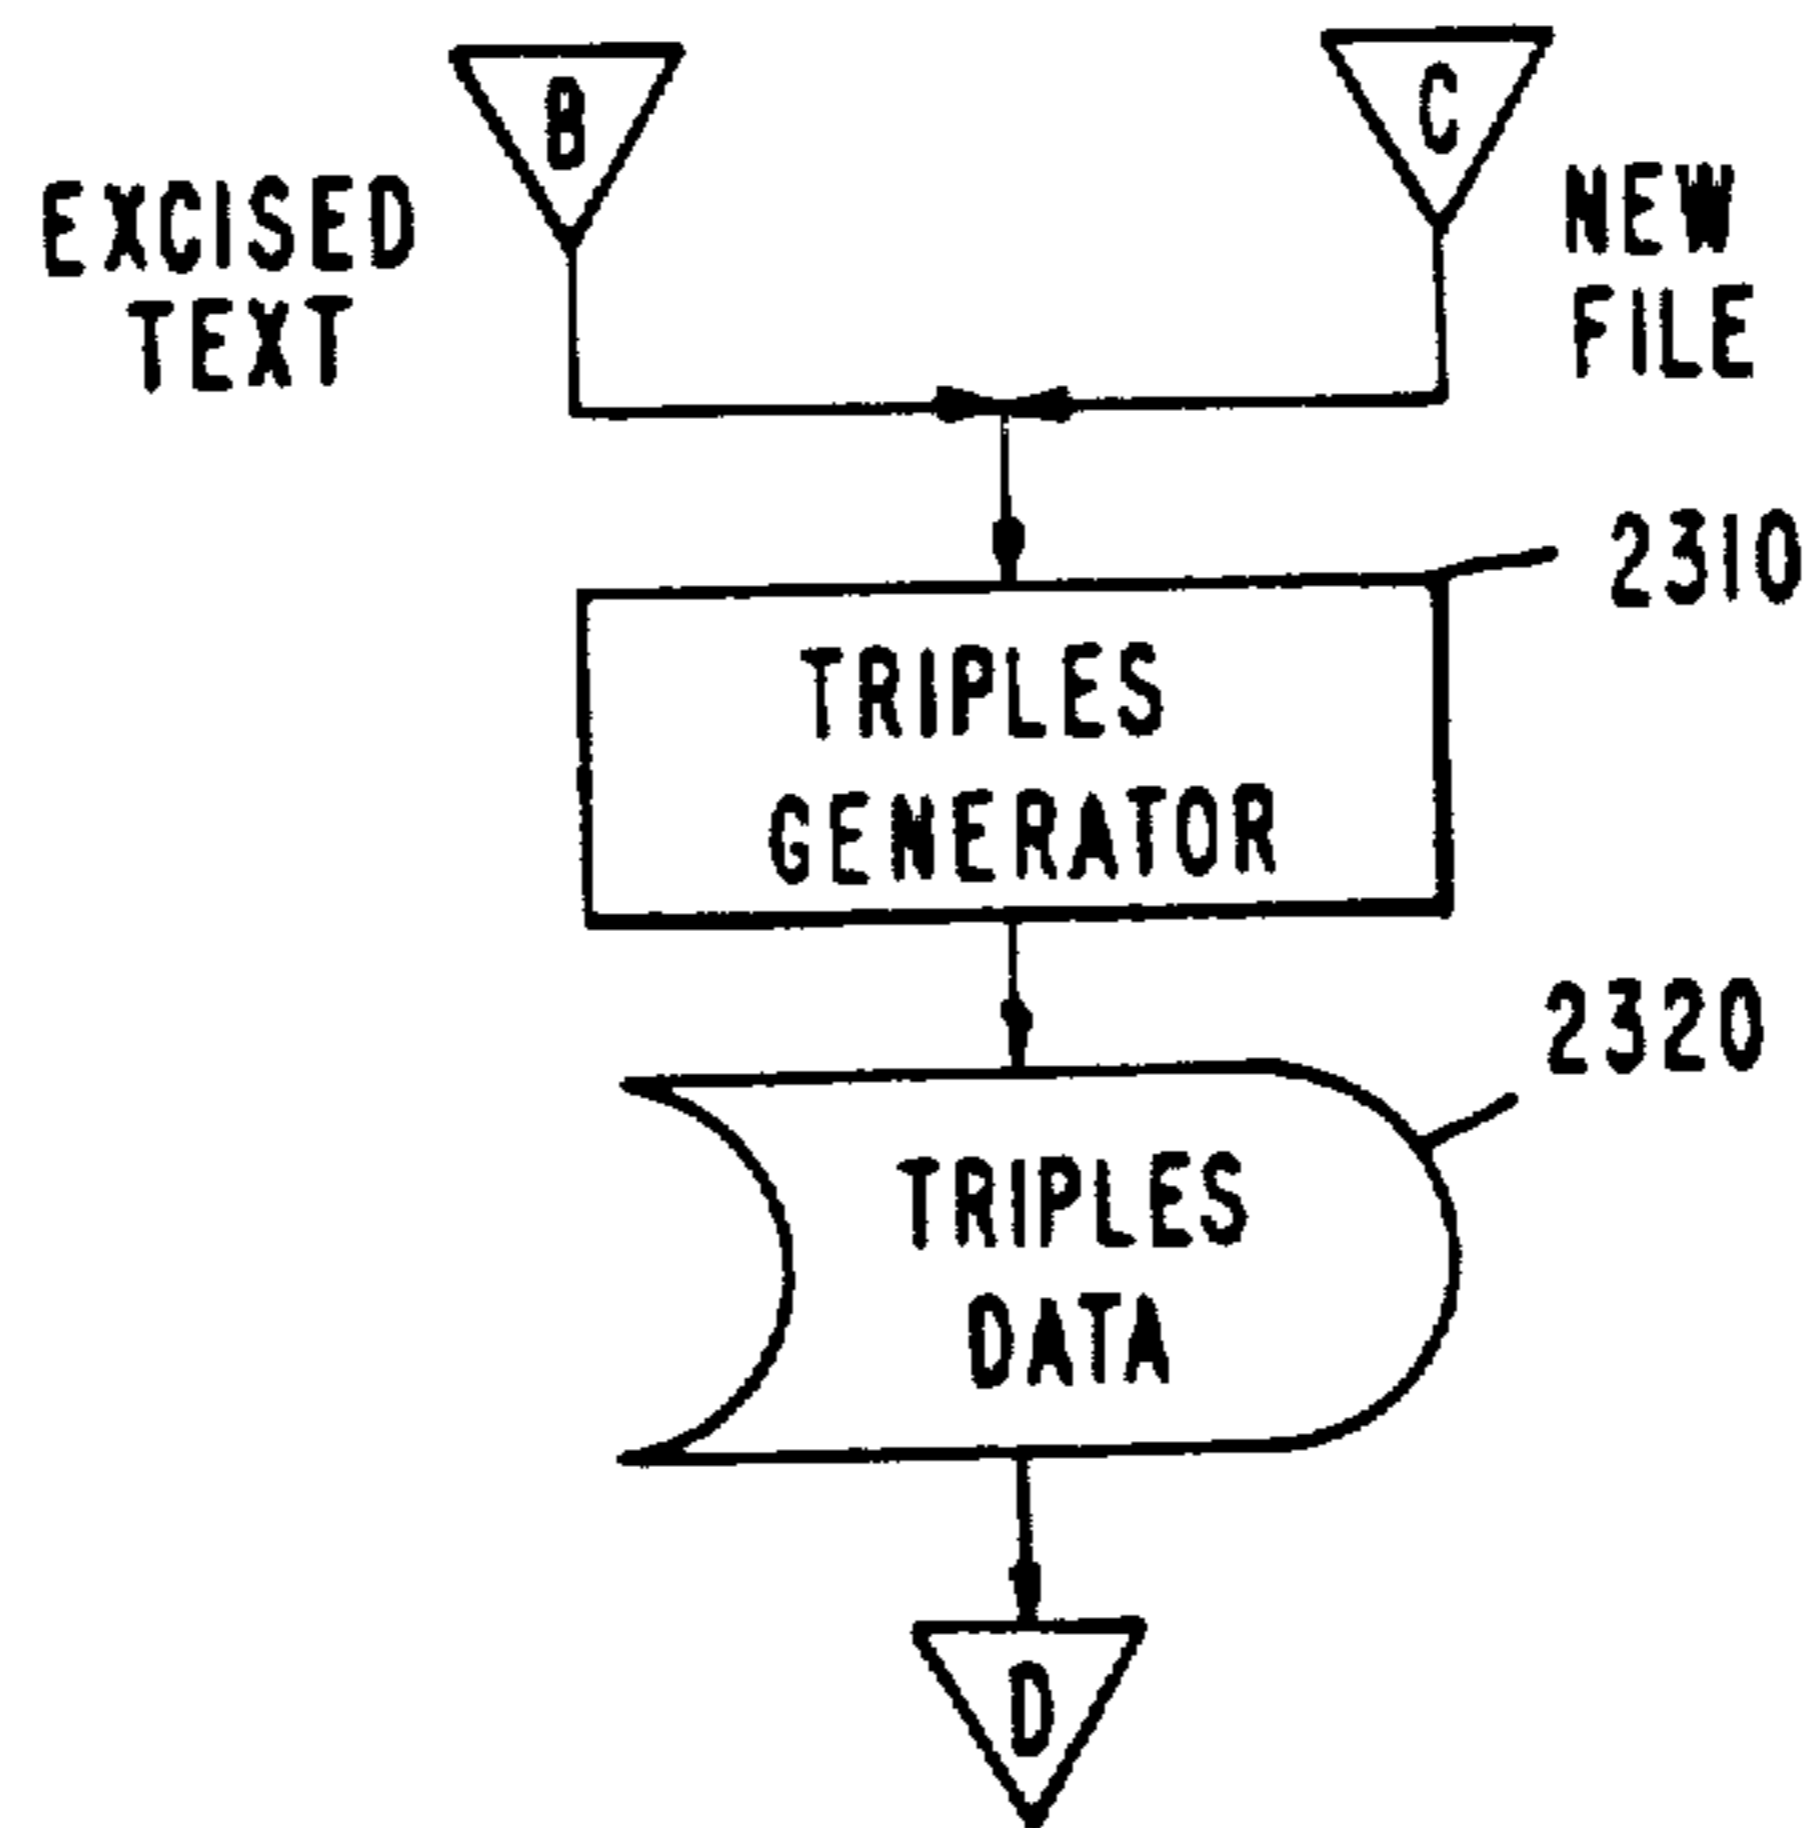 B
C
EXCISED
TEXT
NEW
FILE
2310
TRIPLES
GENERATOR
2320
TRIPLES
DATA
D